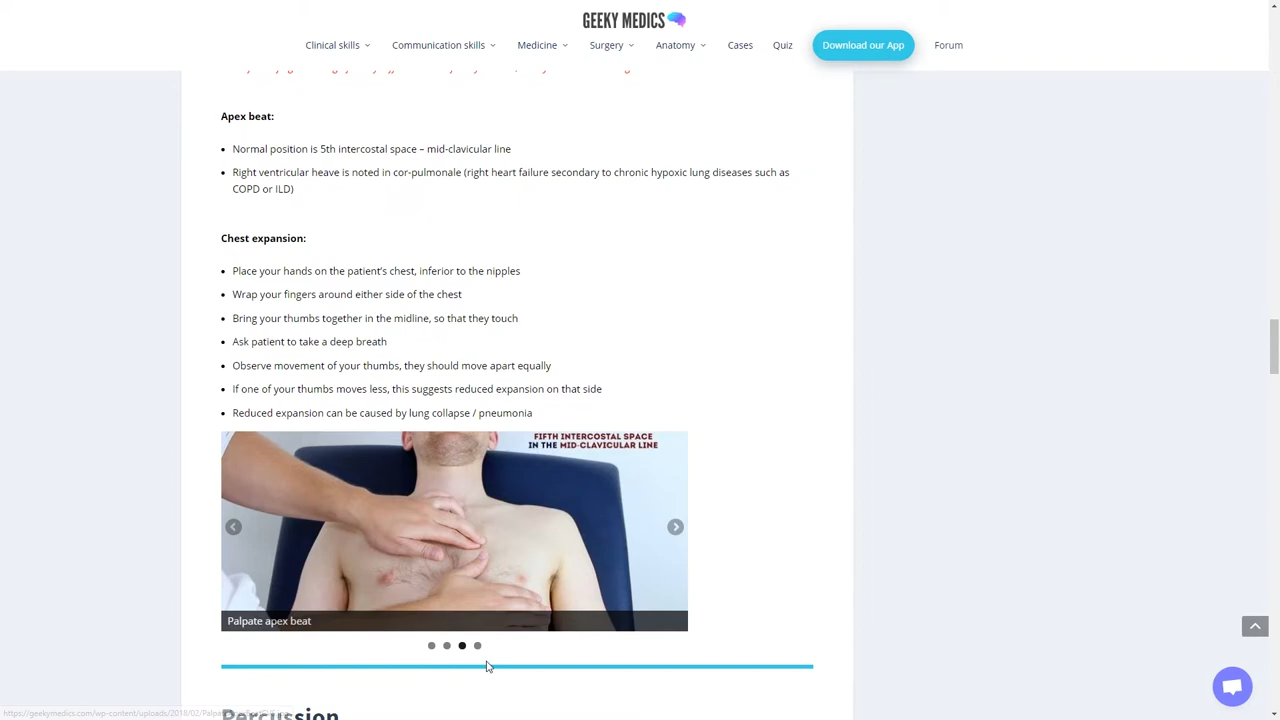 GEEKY MEDICS
Clinical skills
Communication skills
Medicine
Surgery
Anatomy
Cases
Quiz
Download our App
Forum
Apex beat:
Normal position is 5th intercostal space – mid-clavicular line
Right ventricular heave is noted in cor-pulmonale (right heart failure secondary to chronic hypoxic lung diseases such as
COPD or ILD)
Chest expansion:
Place your hands on the patient's chest, inferior to the nipples
Wrap your fingers around either side of the chest
Bring your thumbs together in the midline, so that they touch
Ask patient to take a deep breath
Observe movement of your thumbs, they should move apart equally
If one of your thumbs moves less, this suggests reduced expansion on that side
Reduced expansion can be caused by lung collapse / pneumonia
FIFTH INTERCOSTAL SPACE
IN THE MID-CLAVICULAR LINE
Palpate apex beat
Percussion